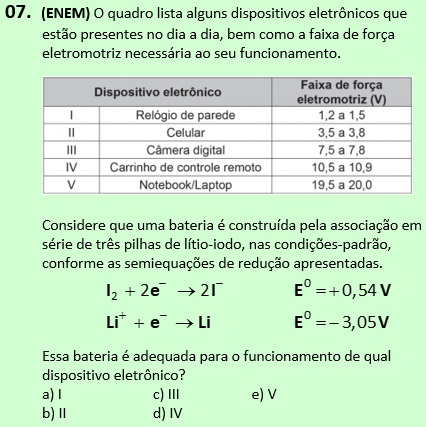 07. (ENEM) O quadro lista alguns dispositivos eletrônicos que
estão presentes no dia a dia, bem como a faixa de força
eletromotriz necessária ao seu funcionamento.
Dispositivo eletrônico Faixa de força eletromotriz (V)
I Relógio de parede 1,2 a 1,5
II Celular 3,5 a 3,8
III Câmera digital 7,5 a 7,8
IV Carrinho de controle remoto 10,5 a 10,9
V Notebook/Laptop 19,5 a 20,0
Considere que uma bateria é construída pela associação em
série de três pilhas de lítio-iodo, nas condições-padrão,
conforme as semiequações de redução apresentadas.
I₂ + 2e⁻ → 2I⁻ E⁰ = + 0,54 V
Li⁺ + e⁻ → Li E⁰ = − 3,05 V
Essa bateria é adequada para o funcionamento de qual
dispositivo eletrônico?
a) I c) III e) V
b) II d) IV